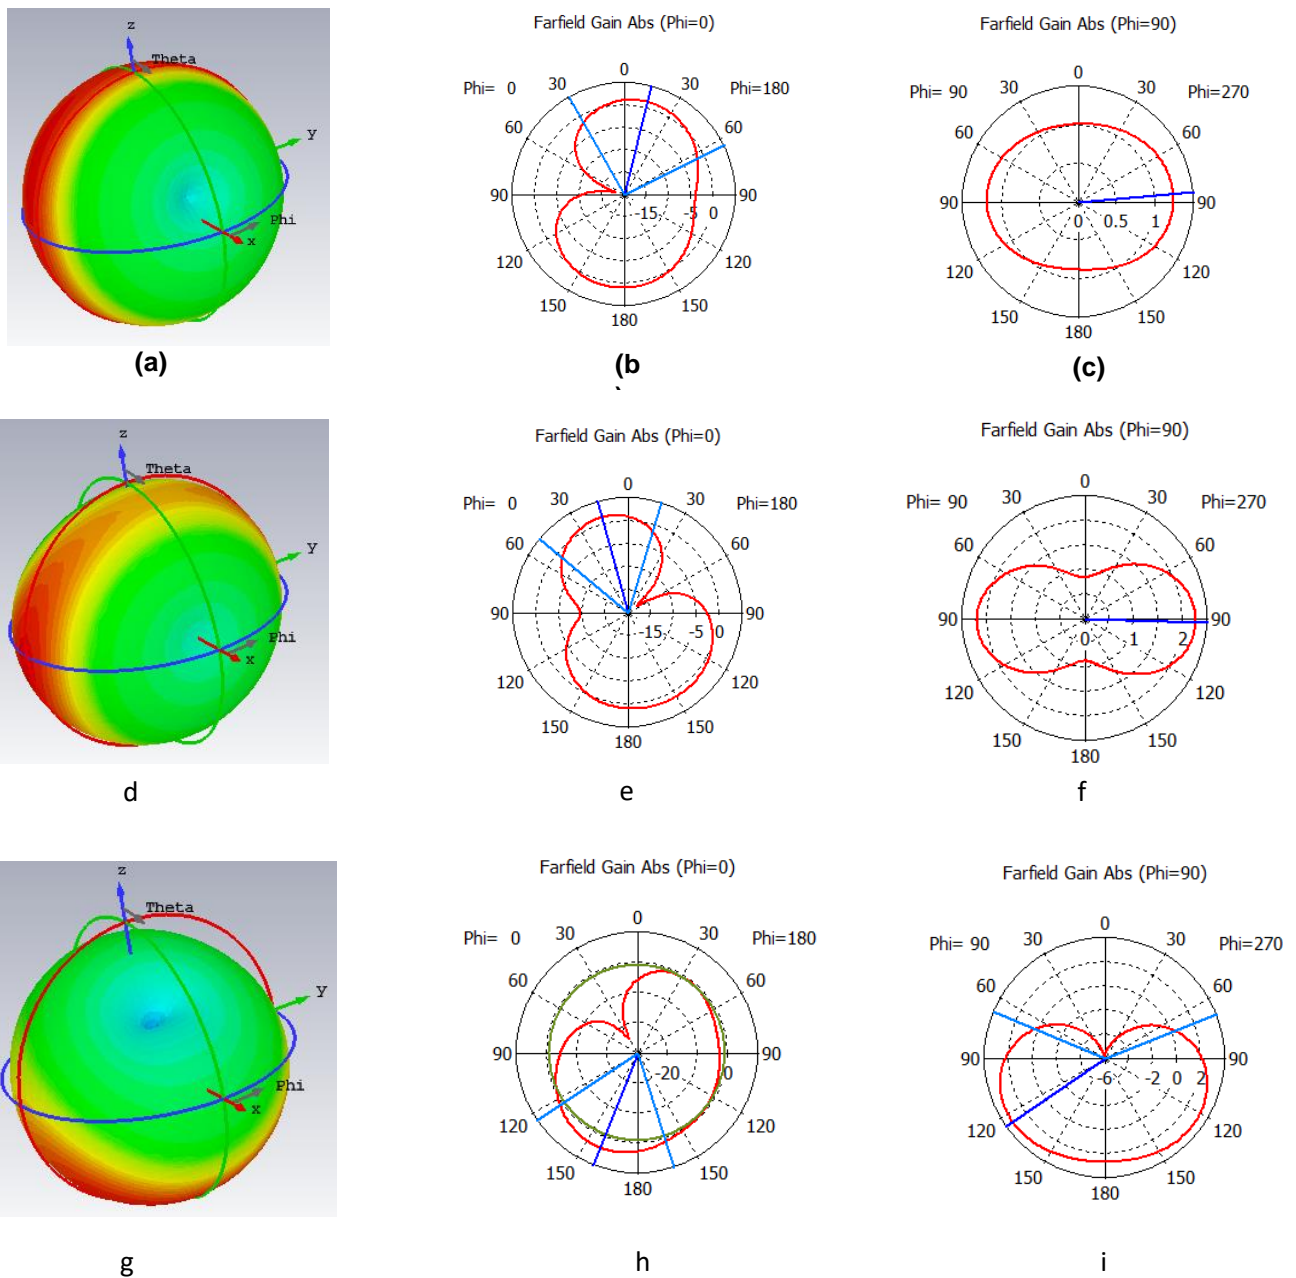 z
Theta
y
Phi
x
(a)
Farfield Gain Abs (Phi=0)
Phi= 0 30 0 30 Phi=180
60 60
90 -15 -5 0 90
120 120
150 150
180
(b
)
Farfield Gain Abs (Phi=90)
Phi= 90 30 0 30 Phi=270
60 60
90 0 0.5 1 90
120 120
150 150
180
(c)
z
Theta
y
Phi
x
d
Farfield Gain Abs (Phi=0)
Phi= 0 30 0 30 Phi=180
60 60
90 -15 -5 0 90
120 120
150 150
180
e
Farfield Gain Abs (Phi=90)
Phi= 90 30 0 30 Phi=270
60 60
90 0 1 2 90
120 120
150 150
180
f
z
Theta
y
Phi
x
g
Farfield Gain Abs (Phi=0)
Phi= 0 30 0 30 Phi=180
60 60
90 -20 0 90
120 120
150 150
180
h
Farfield Gain Abs (Phi=90)
Phi= 90 30 0 30 Phi=270
60 60
90 -6 -2 0 2 90
120 120
150 150
180
i